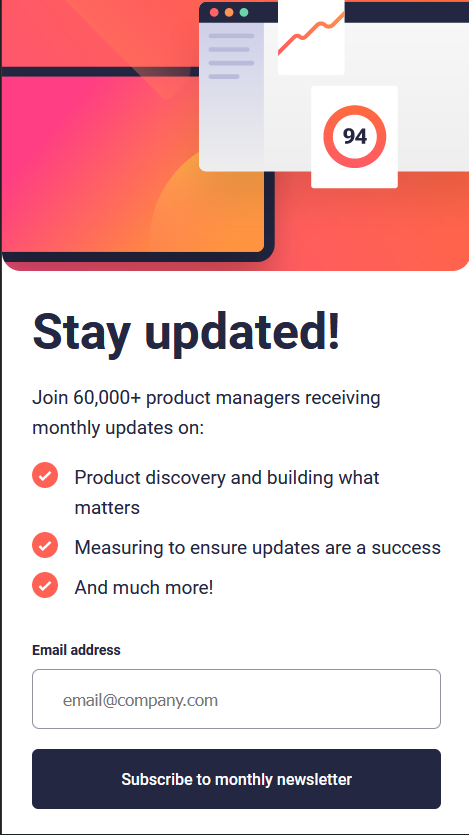 94
Stay updated!
Join 60,000+ product managers receiving
monthly updates on:
Product discovery and building what
matters
Measuring to ensure updates are a success
And much more!
Email address
email@company.com
Subscribe to monthly newsletter